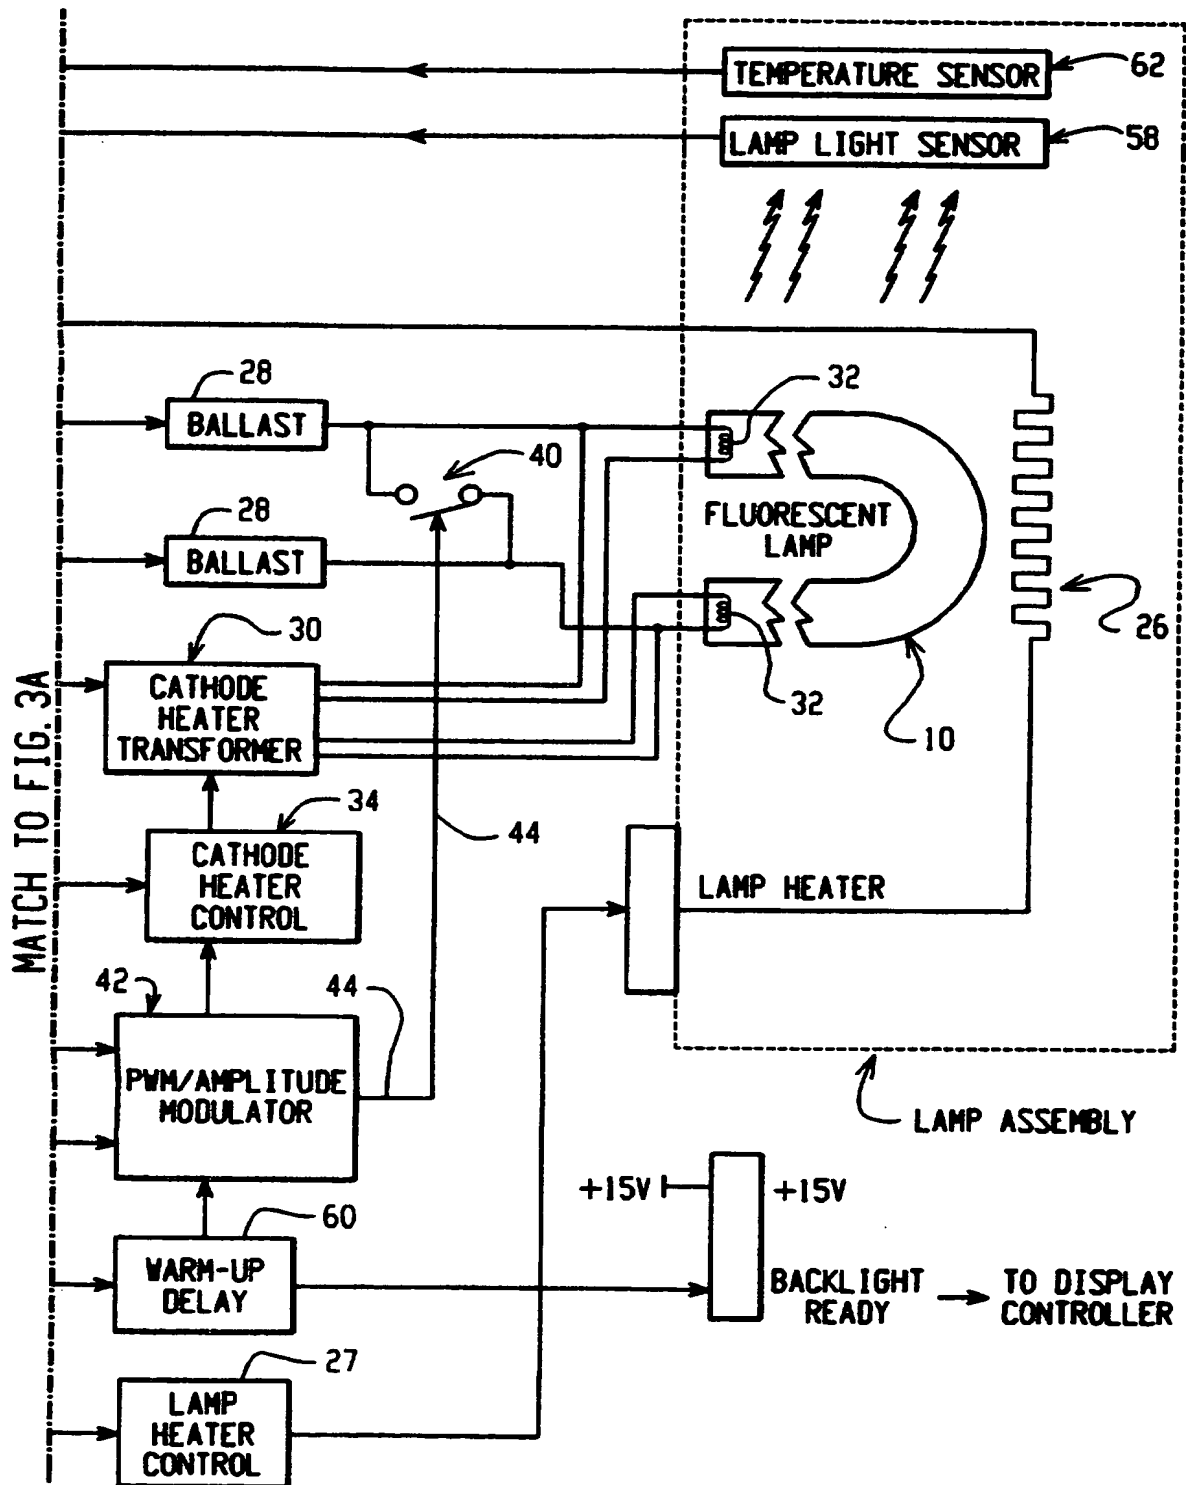 TEMPERATURE SENSOR
62
LAMP LIGHT SENSOR
58
28
BALLAST
32
40
FLUORESCENT
LAMP
28
BALLAST
26
30
CATHODE
HEATER
TRANSFORMER
32
10
MATCH TO FIG. 3A
34
44
CATHODE
HEATER
CONTROL
LAMP HEATER
42
44
PWM/AMPLITUDE
MODULATOR
LAMP ASSEMBLY
+15V
+15V
60
WARM-UP
DELAY
BACKLIGHT
READY
TO DISPLAY
CONTROLLER
27
LAMP
HEATER
CONTROL